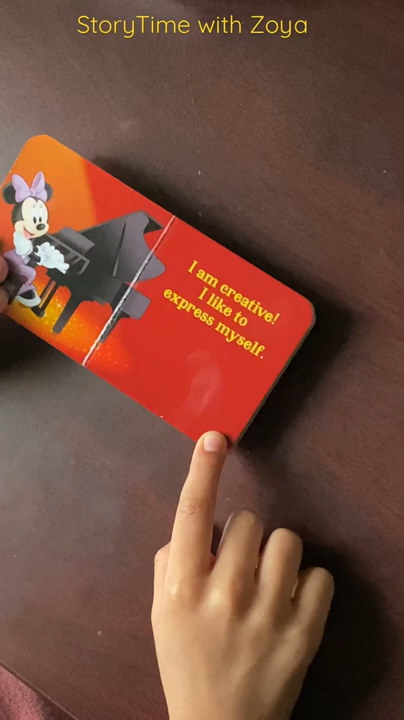 StoryTime with Zoya
I am creative!
I like to
express myself.